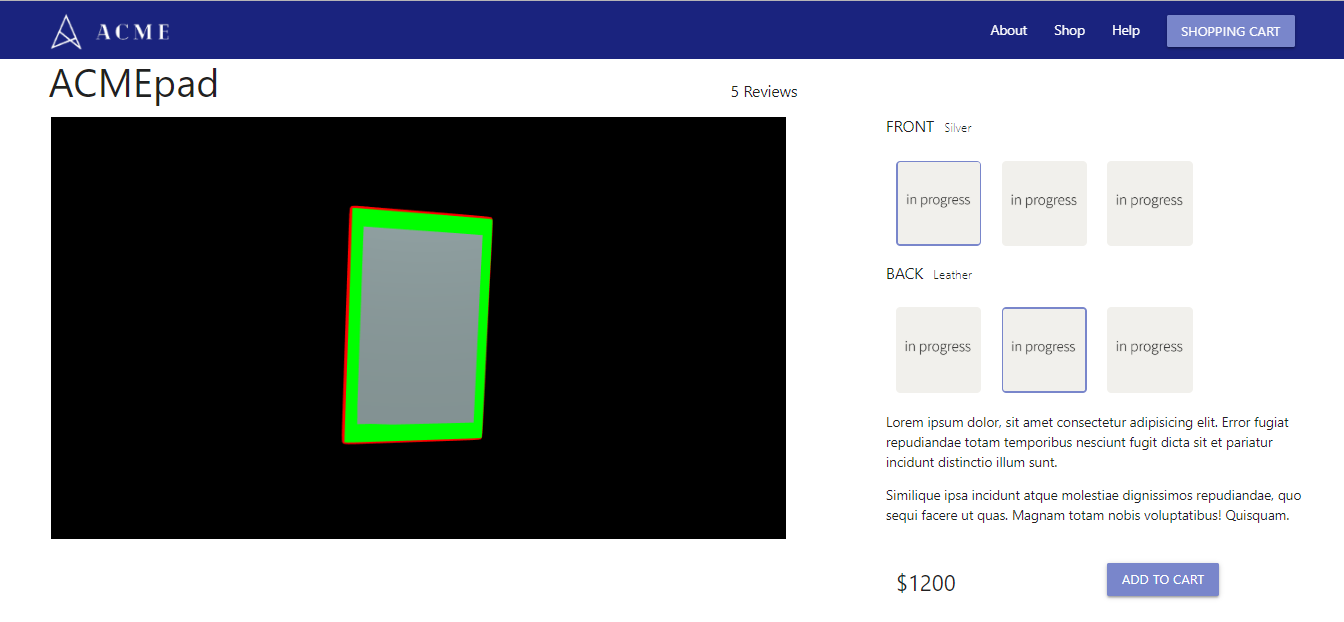 ACME
About Shop Help SHOPPING CART
ACMEpad
5 Reviews
FRONT Silver
in progress in progress in progress
BACK Leather
in progress in progress in progress
Lorem ipsum dolor, sit amet consectetur adipisicing elit. Error fugiat
repudiandae totam temporibus nesciunt fugit dicta sit et pariatur
incidunt distinctio illum sunt.
Similique ipsa incidunt atque molestiae dignissimos repudiandae, quo
sequi facere ut quas. Magnam totam nobis voluptatibus! Quisquam.
$1200
ADD TO CART